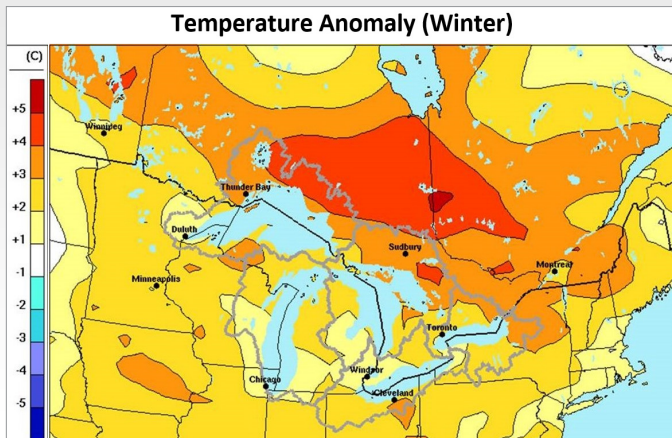 Temperature Anomaly (Winter)
(C)
+5
+4
+3
+2
+1
-1
-2
-3
-4
-5
Winnipeg
Thunder Bay
Duluth
Sudbury
Minneapolis
Montreal
Toronto
Windsor
Chicago
Cleveland